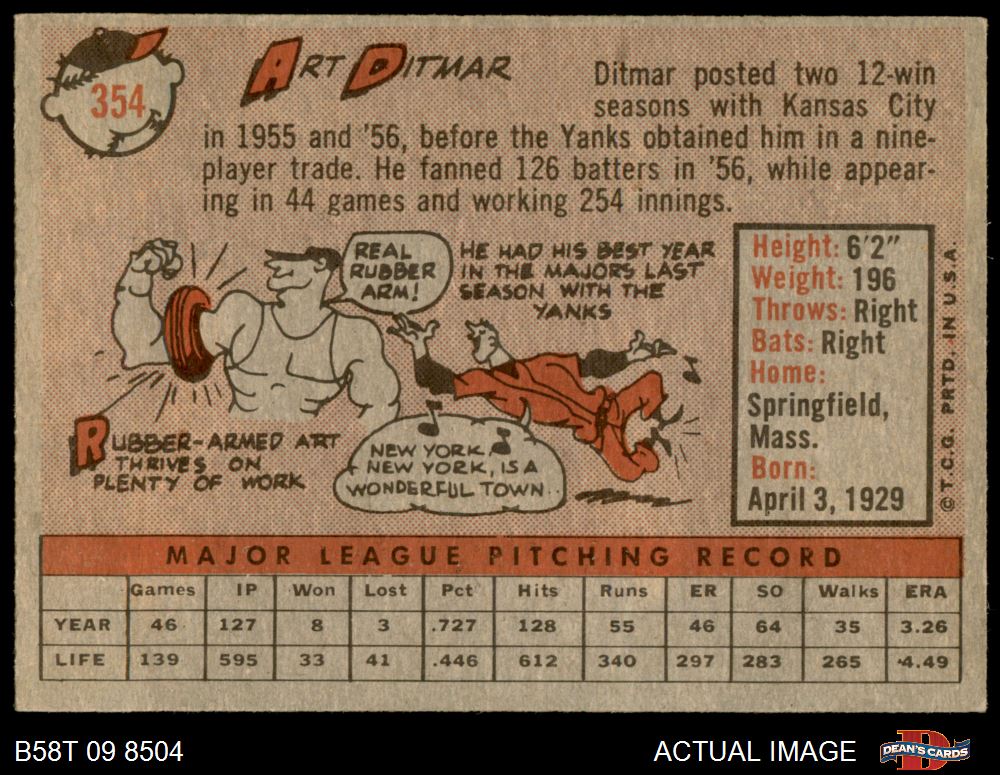 354
ART DITMAR
Ditmar posted two 12-win
seasons with Kansas City
in 1955 and '56, before the Yanks obtained him in a nine-
player trade. He fanned 126 batters in '56, while appear-
ing in 44 games and working 254 innings.
REAL
RUBBER
ARM!
HE HAD HIS BEST YEAR
IN THE MAJORS LAST
SEASON WITH THE
YANKS
RUBBER-ARMED ART
THRIVES ON
PLENTY OF WORK
NEW YORK,
NEW YORK, IS A
WONDERFUL TOWN..
Height: 6'2"
Weight: 196
Throws: Right
Bats: Right
Home:
Springfield,
Mass.
Born:
April 3, 1929
© T.C.G. PRTD. IN U.S.A.
MAJOR LEAGUE PITCHING RECORD
Games IP Won Lost Pct Hits Runs ER SO Walks ERA
YEAR 46 127 8 3 .727 128 55 46 64 35 3.26
LIFE 139 595 33 41 .446 612 340 297 283 265 4.49
B58T 09 8504
ACTUAL IMAGE
DEAN'S CARDS